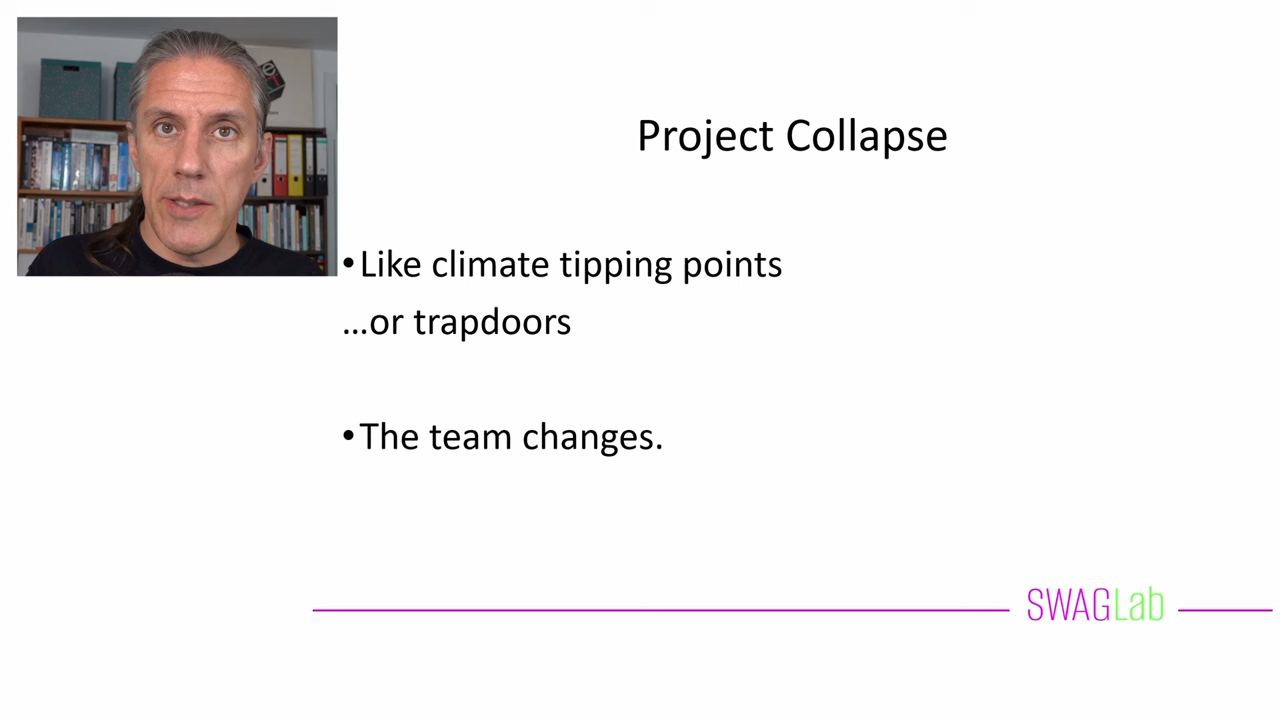 Project Collapse
•Like climate tipping points
...or trapdoors
•The team changes.
SWAGLab